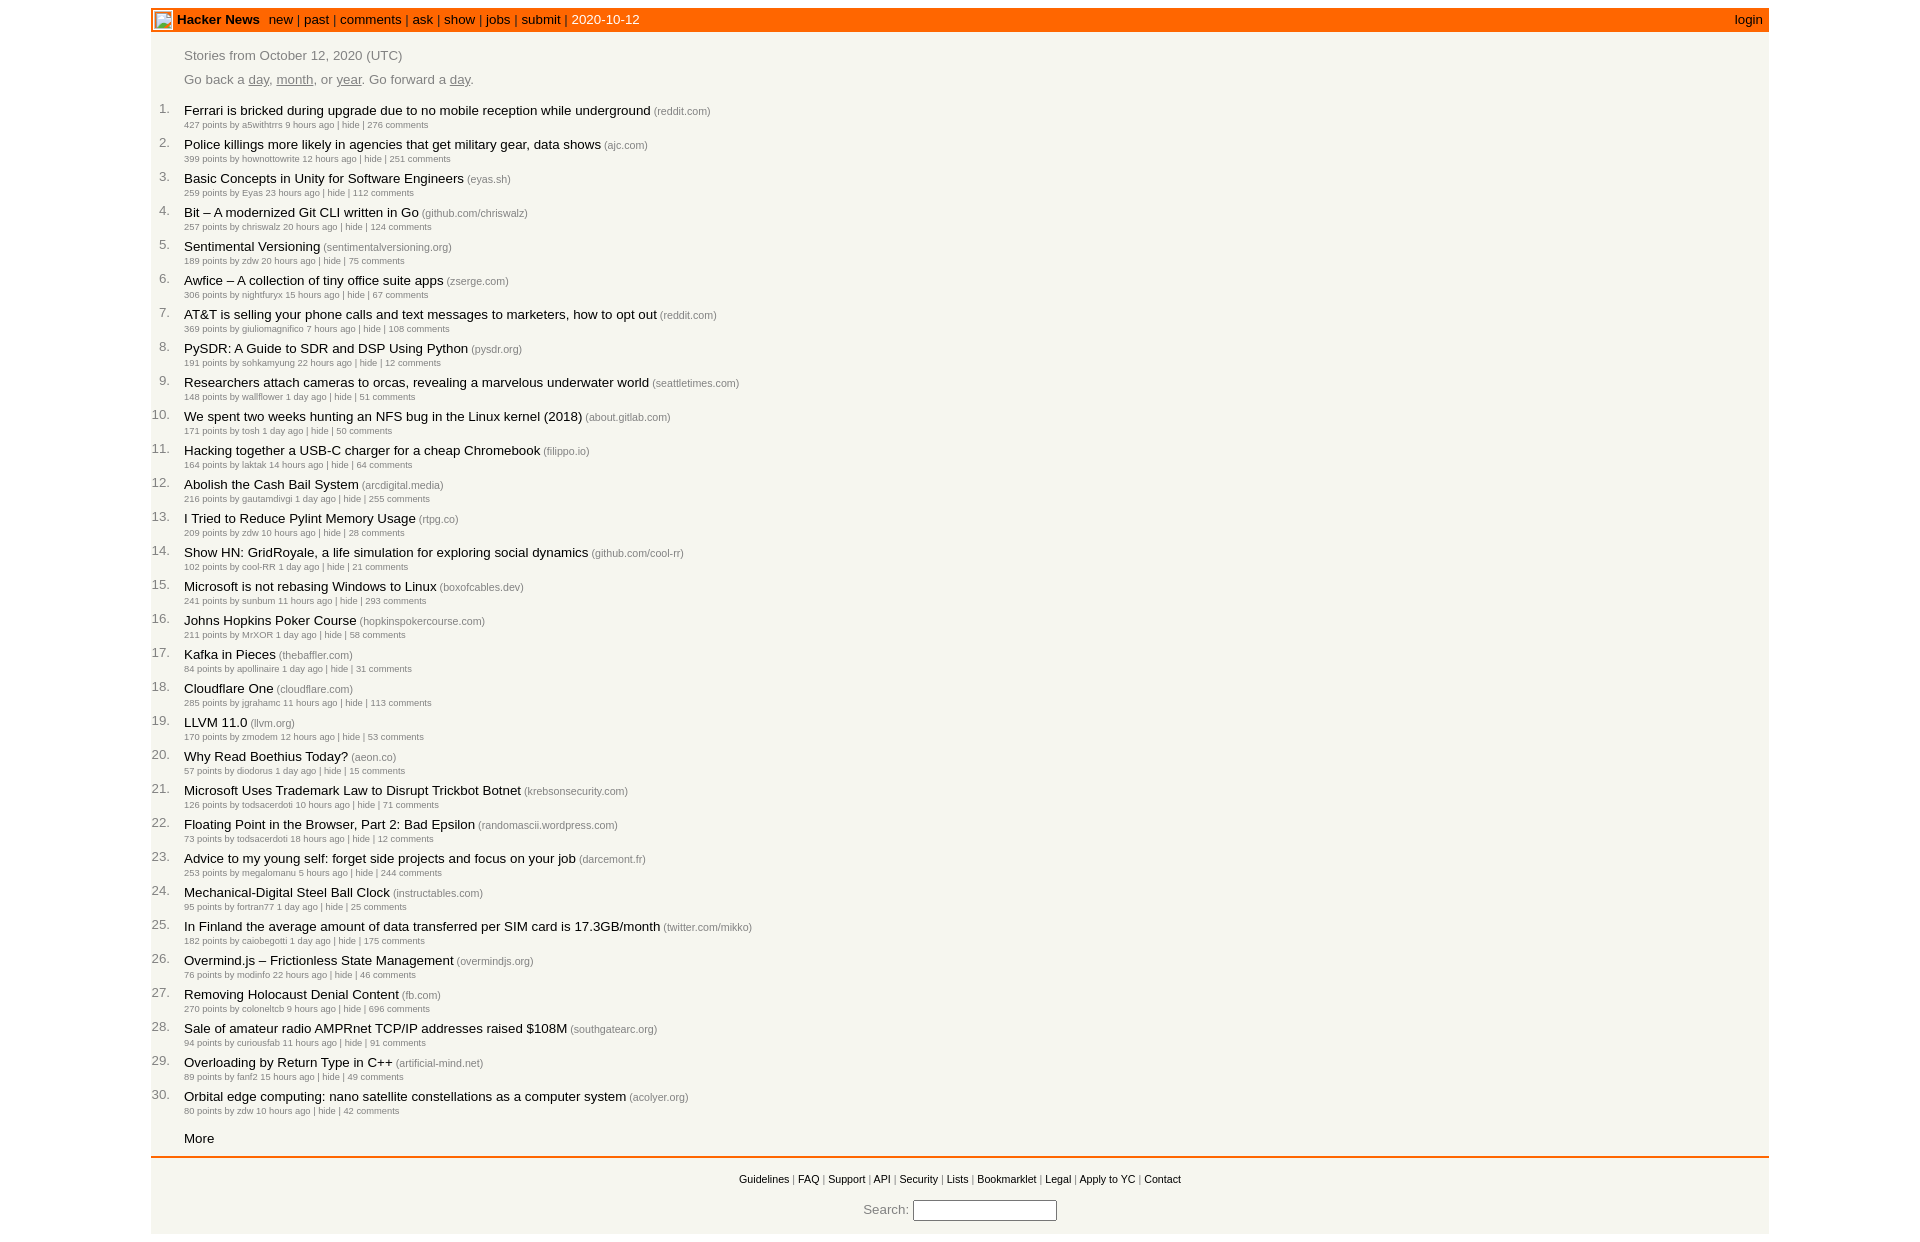 Hacker News new | past | comments | ask | show | jobs | submit | 2020-10-12 login
Stories from October 12, 2020 (UTC)
Go back a day, month, or year. Go forward a day.
1. Ferrari is bricked during upgrade due to no mobile reception while underground (reddit.com)
427 points by a5withtrrs 9 hours ago | hide | 276 comments
2. Police killings more likely in agencies that get military gear, data shows (ajc.com)
399 points by hownottowrite 12 hours ago | hide | 251 comments
3. Basic Concepts in Unity for Software Engineers (eyas.sh)
259 points by Eyas 23 hours ago | hide | 112 comments
4. Bit – A modernized Git CLI written in Go (github.com/chriswalz)
257 points by chriswalz 20 hours ago | hide | 124 comments
5. Sentimental Versioning (sentimentalversioning.org)
189 points by zdw 20 hours ago | hide | 75 comments
6. Awfice – A collection of tiny office suite apps (zserge.com)
306 points by nightfuryx 15 hours ago | hide | 67 comments
7. AT&T is selling your phone calls and text messages to marketers, how to opt out (reddit.com)
369 points by giuliomagnifico 7 hours ago | hide | 108 comments
8. PySDR: A Guide to SDR and DSP Using Python (pysdr.org)
191 points by sohkamyung 22 hours ago | hide | 12 comments
9. Researchers attach cameras to orcas, revealing a marvelous underwater world (seattletimes.com)
148 points by wallflower 1 day ago | hide | 51 comments
10. We spent two weeks hunting an NFS bug in the Linux kernel (2018) (about.gitlab.com)
171 points by tosh 1 day ago | hide | 50 comments
11. Hacking together a USB-C charger for a cheap Chromebook (filippo.io)
164 points by laktak 14 hours ago | hide | 64 comments
12. Abolish the Cash Bail System (arcdigital.media)
216 points by gautamdivgi 1 day ago | hide | 255 comments
13. I Tried to Reduce Pylint Memory Usage (rtpg.co)
209 points by zdw 10 hours ago | hide | 28 comments
14. Show HN: GridRoyale, a life simulation for exploring social dynamics (github.com/cool-rr)
102 points by cool-RR 1 day ago | hide | 21 comments
15. Microsoft is not rebasing Windows to Linux (boxofcables.dev)
241 points by sunbum 11 hours ago | hide | 293 comments
16. Johns Hopkins Poker Course (hopkinspokercourse.com)
211 points by MrXOR 1 day ago | hide | 58 comments
17. Kafka in Pieces (thebaffler.com)
84 points by apollinaire 1 day ago | hide | 31 comments
18. Cloudflare One (cloudflare.com)
285 points by jgrahamc 11 hours ago | hide | 113 comments
19. LLVM 11.0 (llvm.org)
170 points by zmodem 12 hours ago | hide | 53 comments
20. Why Read Boethius Today? (aeon.co)
57 points by diodorus 1 day ago | hide | 15 comments
21. Microsoft Uses Trademark Law to Disrupt Trickbot Botnet (krebsonsecurity.com)
126 points by todsacerdoti 10 hours ago | hide | 71 comments
22. Floating Point in the Browser, Part 2: Bad Epsilon (randomascii.wordpress.com)
73 points by todsacerdoti 18 hours ago | hide | 12 comments
23. Advice to my young self: forget side projects and focus on your job (darcemont.fr)
253 points by megalomanu 5 hours ago | hide | 244 comments
24. Mechanical-Digital Steel Ball Clock (instructables.com)
95 points by fortran77 1 day ago | hide | 25 comments
25. In Finland the average amount of data transferred per SIM card is 17.3GB/month (twitter.com/mikko)
182 points by caiobegotti 1 day ago | hide | 175 comments
26. Overmind.js – Frictionless State Management (overmindjs.org)
76 points by modinfo 22 hours ago | hide | 46 comments
27. Removing Holocaust Denial Content (fb.com)
270 points by coloneltcb 9 hours ago | hide | 696 comments
28. Sale of amateur radio AMPRnet TCP/IP addresses raised $108M (southgatearc.org)
94 points by curiousfab 11 hours ago | hide | 91 comments
29. Overloading by Return Type in C++ (artificial-mind.net)
89 points by fanf2 15 hours ago | hide | 49 comments
30. Orbital edge computing: nano satellite constellations as a computer system (acolyer.org)
80 points by zdw 10 hours ago | hide | 42 comments
More
Guidelines | FAQ | Support | API | Security | Lists | Bookmarklet | Legal | Apply to YC | Contact
Search: